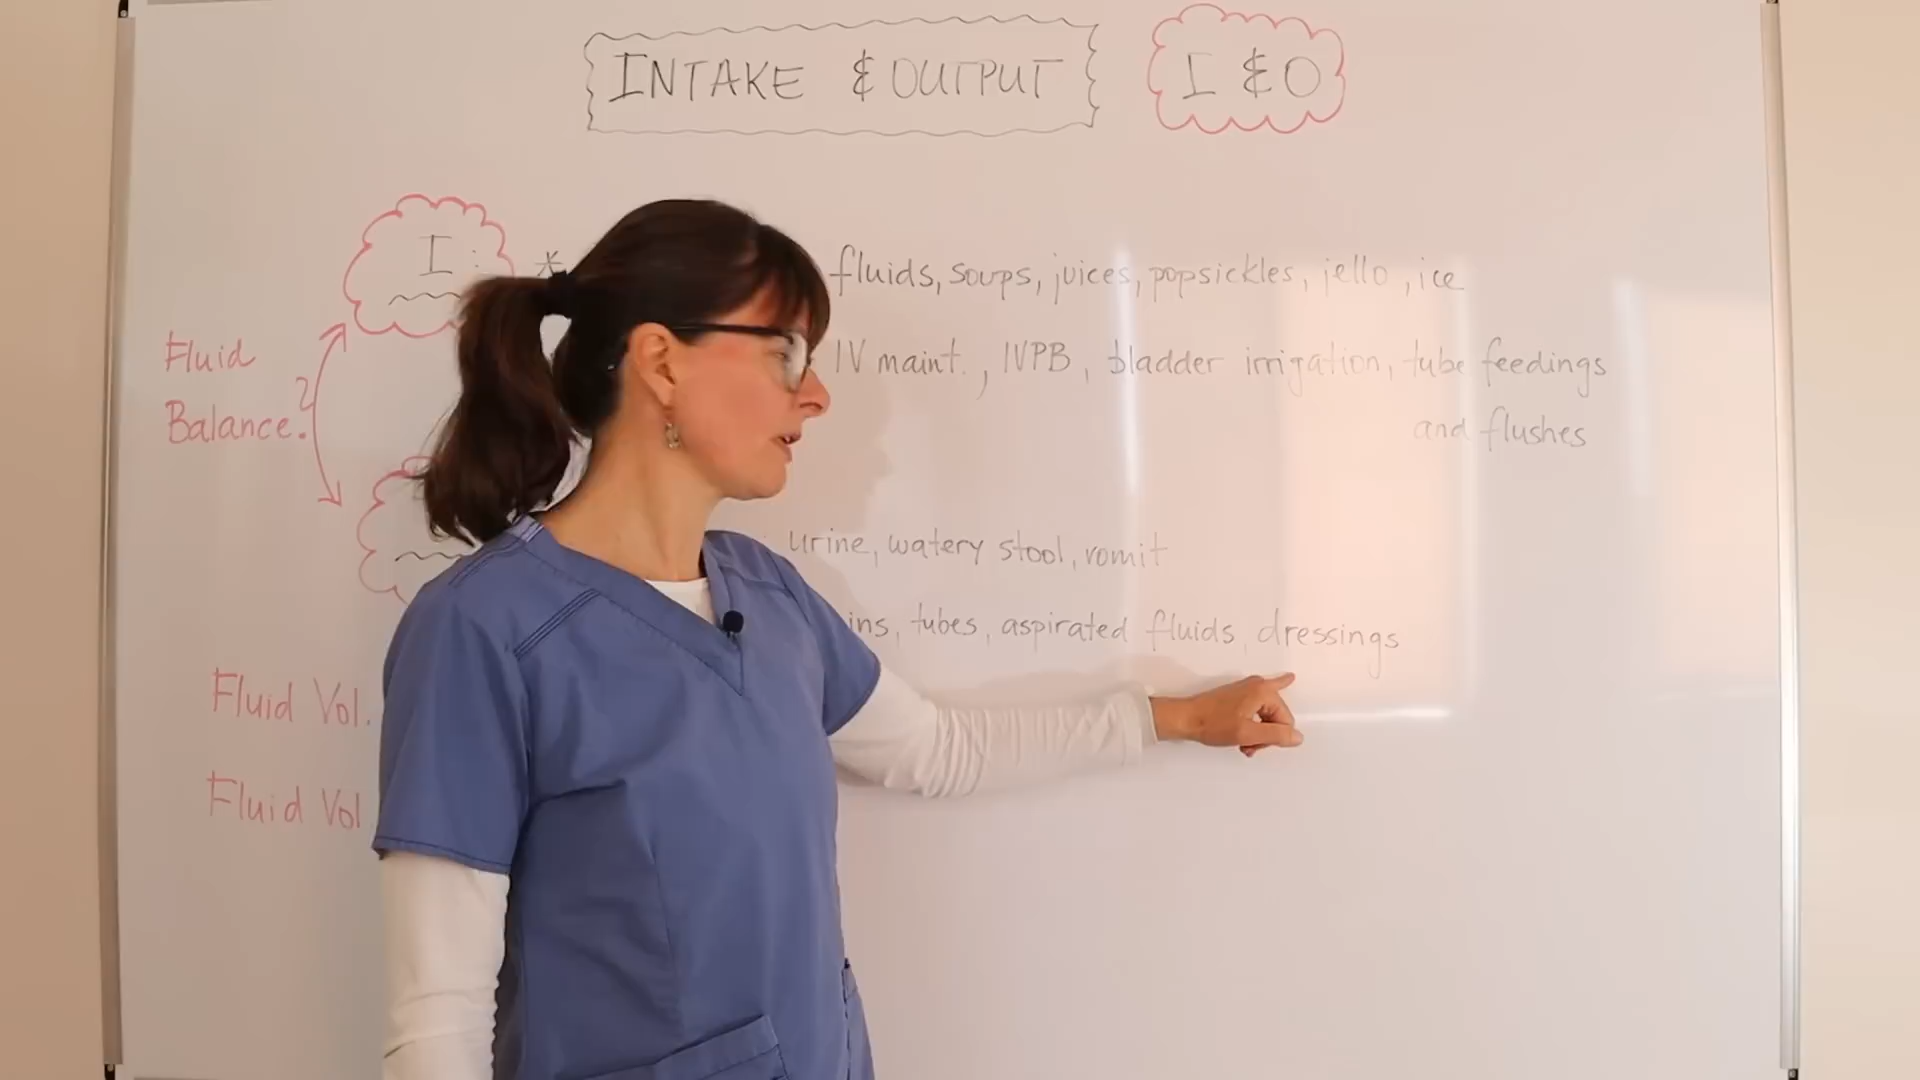 INTAKE & OUTPUT
I & O
I :
*
fluids, soups, juices, popsickles, jello, ice
IV maint., IVPB, bladder irrigation, tube feedings
and flushes
Fluid
Balance?
urine, watery stool, vomit
tubes, aspirated fluids, dressings
Fluid Vol.
Fluid Vol